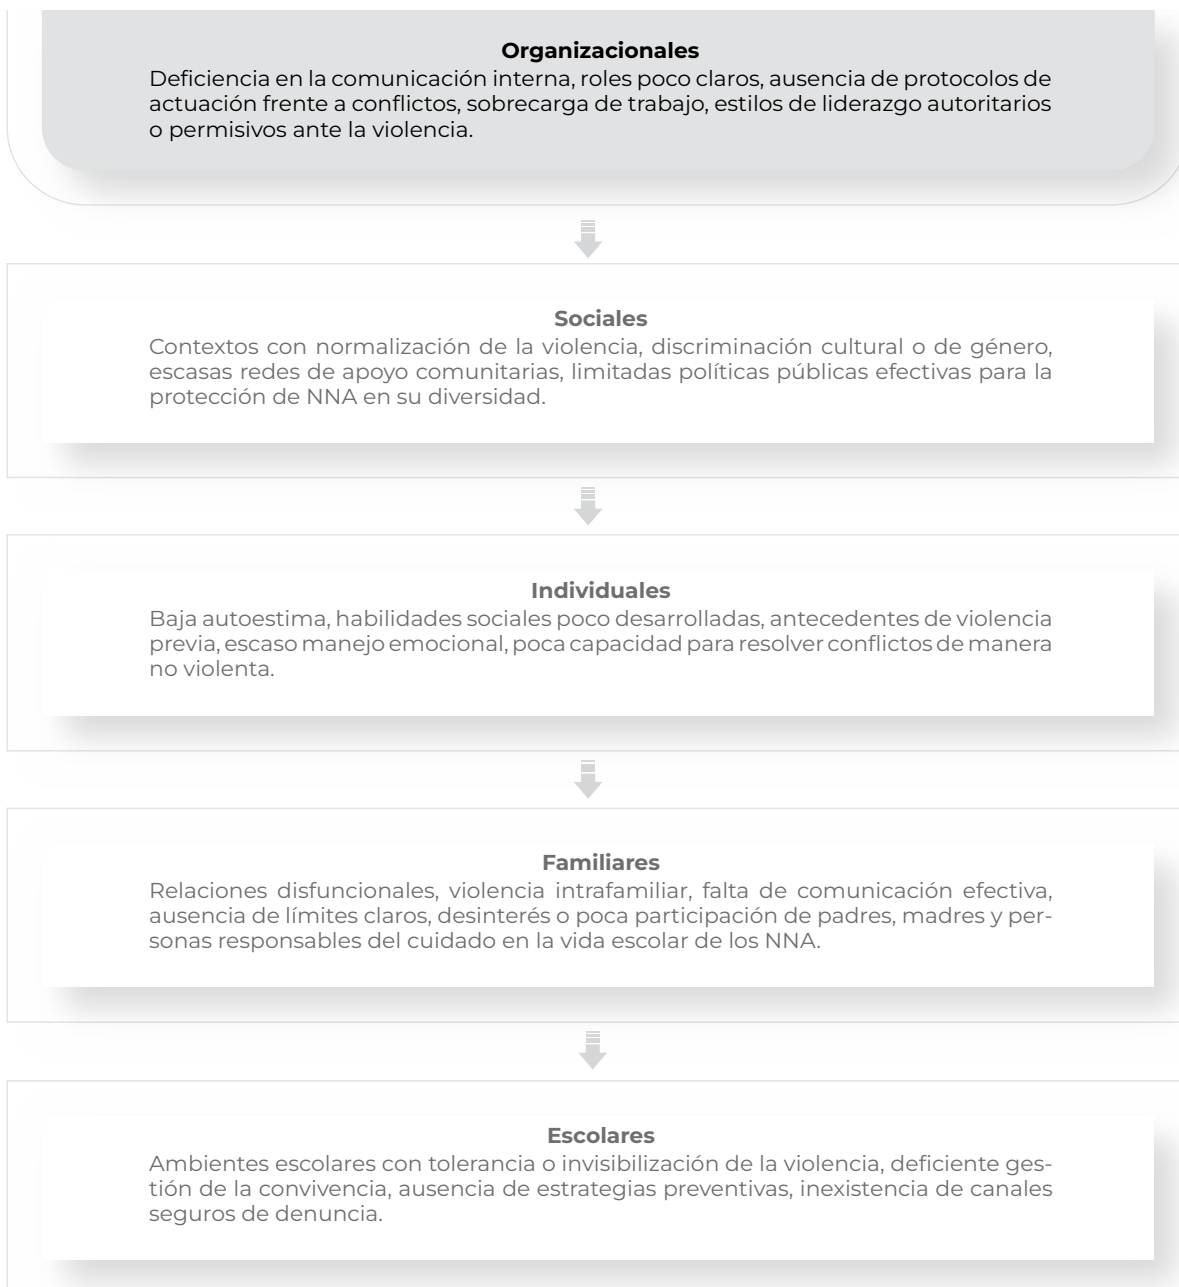 Organizacionales
Deficiencia en la comunicación interna, roles poco claros, ausencia de protocolos de
actuación frente a conflictos, sobrecarga de trabajo, estilos de liderazgo autoritarios
o permisivos ante la violencia.
Sociales
Contextos con normalización de la violencia, discriminación cultural o de género,
escasas redes de apoyo comunitarias, limitadas políticas públicas efectivas para la
protección de NNA en su diversidad.
Individuales
Baja autoestima, habilidades sociales poco desarrolladas, antecedentes de violencia
previa, escaso manejo emocional, poca capacidad para resolver conflictos de manera
no violenta.
Familiares
Relaciones disfuncionales, violencia intrafamiliar, falta de comunicación efectiva,
ausencia de límites claros, desinterés o poca participación de padres, madres y per-
sonas responsables del cuidado en la vida escolar de los NNA.
Escolares
Ambientes escolares con tolerancia o invisibilización de la violencia, deficiente ges-
tión de la convivencia, ausencia de estrategias preventivas, inexistencia de canales
seguros de denuncia.